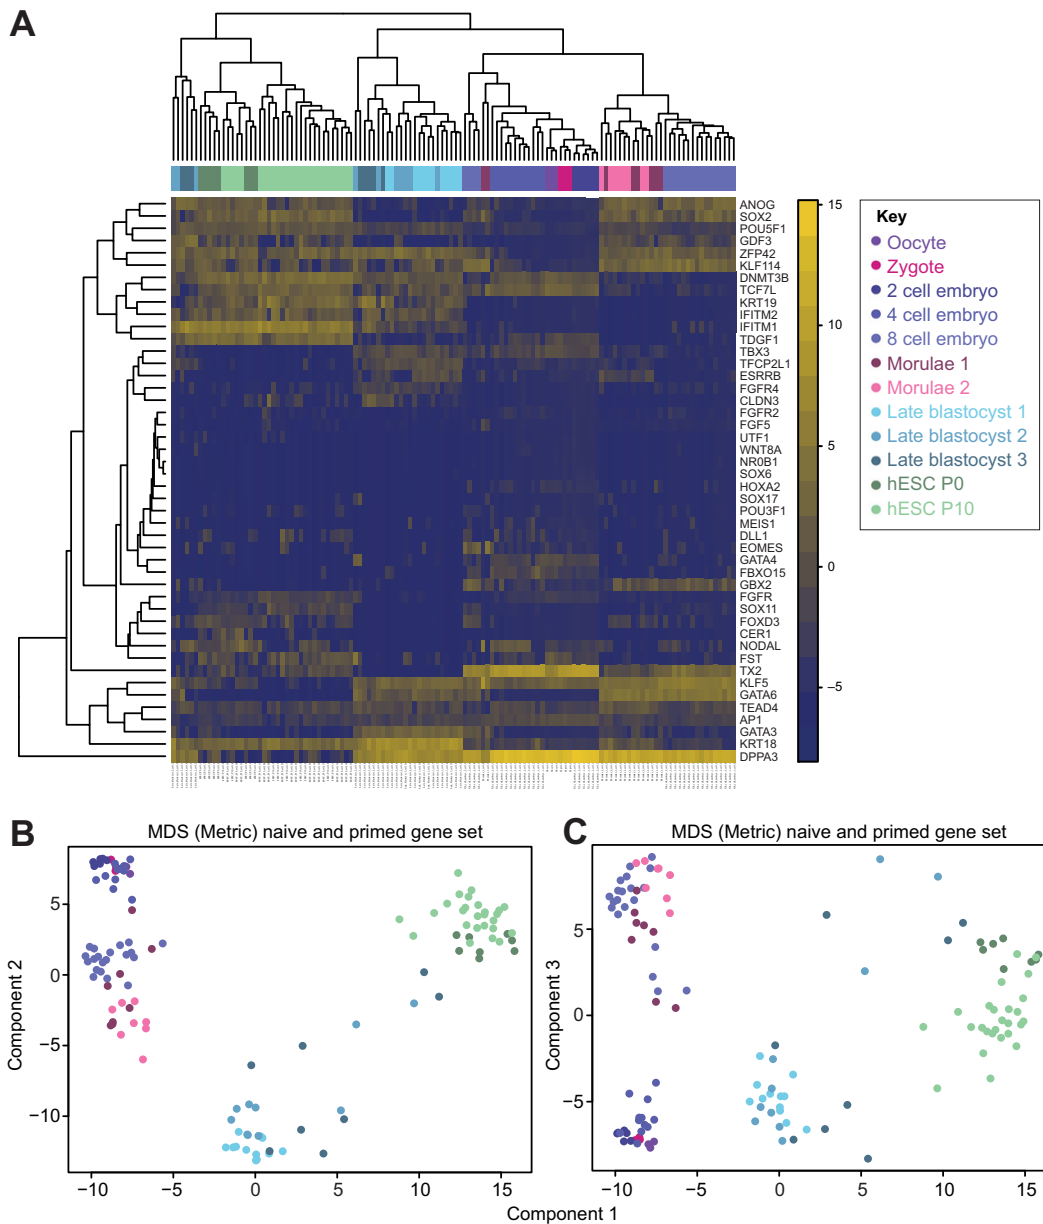 A
ANOG
SOX2
POU5F1
GDF3
ZFP42
KLF114
DNMT3B
TCF7L
KRT19
IFITM2
IFITM1
TDGF1
TBX3
TFCP2L1
ESRRB
FGFR4
CLDN3
FGFR2
FGF5
UTF1
WNT8A
NR0B1
SOX6
HOXA2
SOX17
POU3F1
MEIS1
DLL1
EOMES
GATA4
FBXO15
GBX2
FGFR
SOX11
FOXD3
CER1
NODAL
FST
TX2
KLF5
GATA6
TEAD4
AP1
GATA3
KRT18
DPPA3
15
10
5
0
−5
Key
Oocyte
Zygote
2 cell embryo
4 cell embryo
8 cell embryo
Morulae 1
Morulae 2
Late blastocyst 1
Late blastocyst 2
Late blastocyst 3
hESC P0
hESC P10
B
MDS (Metric) naive and primed gene set
Component 2
5
0
−5
−10
−10 −5 0 5 10 15
C
MDS (Metric) naive and primed gene set
Component 3
5
0
−5
−10 −5 0 5 10 15
Component 1